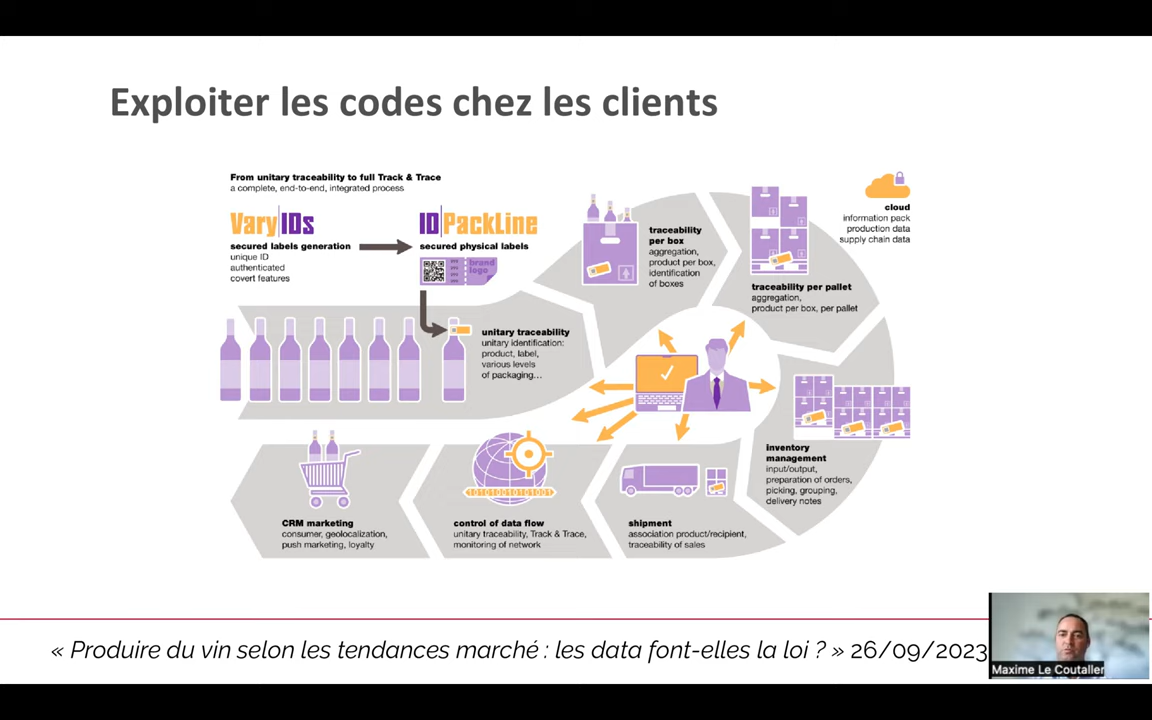 Exploiter les codes chez les clients
From unitary traceability to full Track & Trace
a complete, end-to-end, integrated process
VaryIDs
secured labels generation
unique ID
authenticated
covert features
IDPackLine
secured physical labels
brand
logo
unitary traceability
unitary identification:
product, label,
various levels
of packaging...
traceability
per box
aggregation,
product per box,
identification
of boxes
traceability per pallet
aggregation,
product per box, per pallet
cloud
information pack
production data
supply chain data
inventory
management
input/output,
preparation of orders,
picking, grouping,
delivery notes
shipment
association product/recipient,
traceability of sales
control of data flow
unitary traceability, Track & Trace,
monitoring of network
CRM marketing
consumer, geolocalization,
push marketing, loyalty
« Produire du vin selon les tendances marché : les data font-elles la loi ? » 26/09/2023
Maxime Le Coutaller